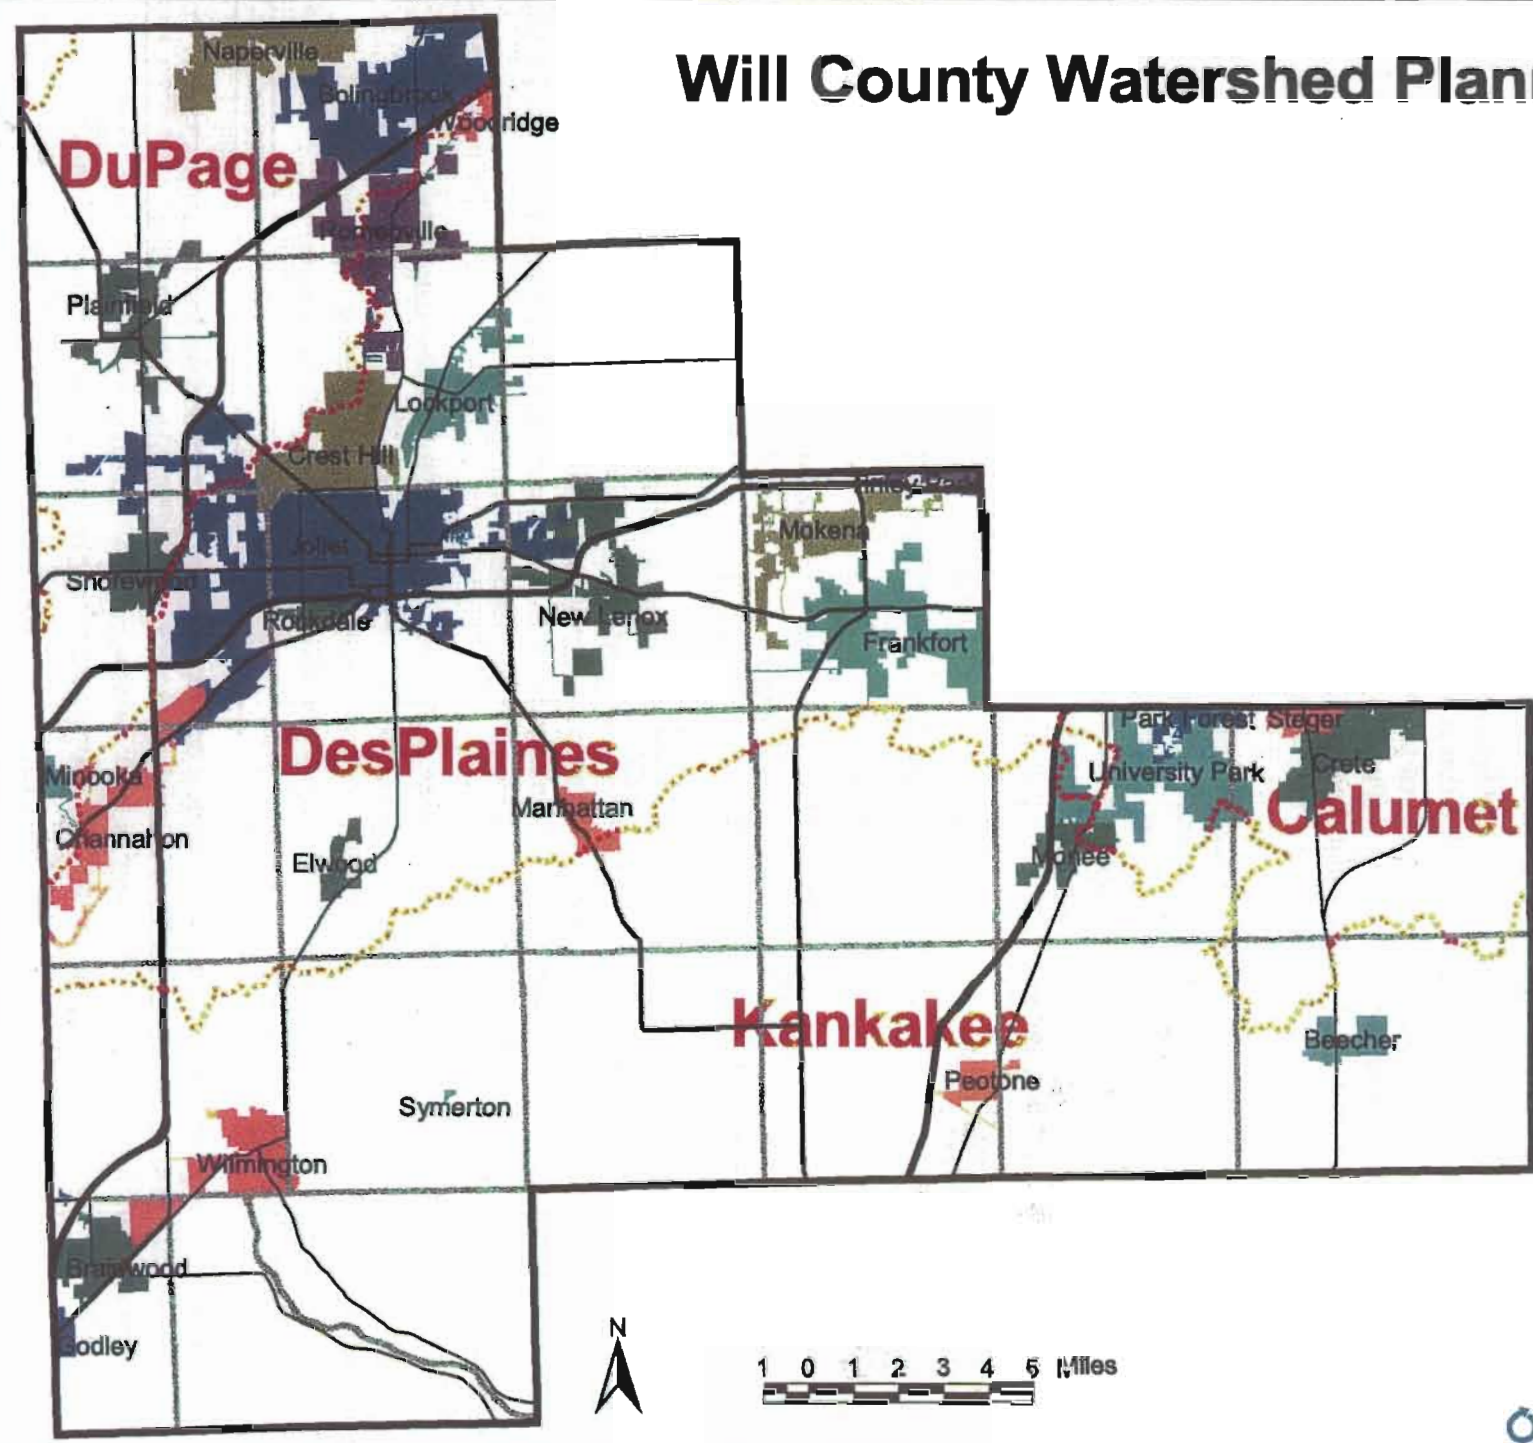 Will County Watershed Plan
Naperville
Bolingbrook
Woodridge
DuPage
Romeoville
Plainfield
Lockport
Crest Hill
Tinley Park
Mokena
Joliet
Shorewood
Rockdale
New Lenox
Frankfort
Park Forest
Steger
DesPlaines
Minooka
University Park
Crete
Manhattan
Calumet
Channahon
Elwood
Monee
Kankakee
Beecher
Peotone
Symerton
Wilmington
Braidwood
Godley
N
1 0 1 2 3 4 5 Miles